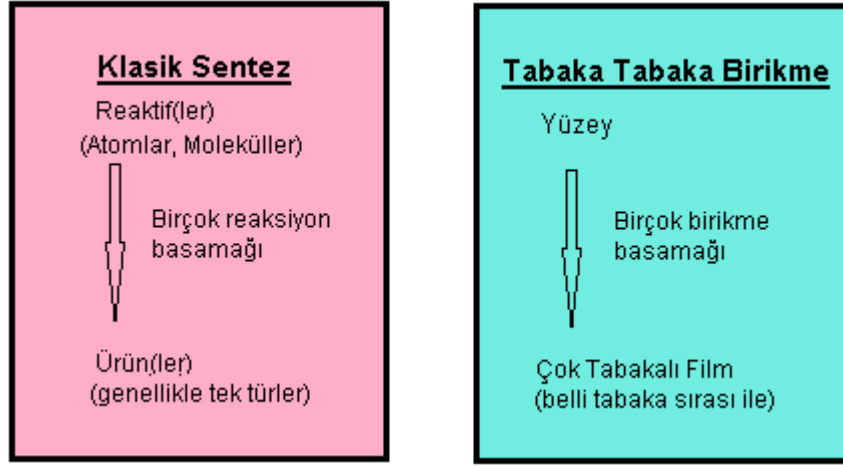 Klasik Sentez
Reaktif(ler)
(Atomlar, Moleküller)
Birçok reaksiyon
basamağı
Ürün(ler)
(genellikle tek türler)
Tabaka Tabaka Birikme
Yüzey
Birçok birikme
basamağı
Çok Tabakalı Film
(belli tabaka sırası ile)